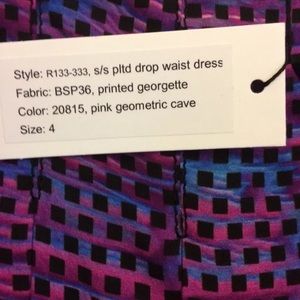 Style: R133-333, s/s pltd drop waist dress
Fabric: BSP36, printed georgette
Color: 20815, pink geometric cave
Size: 4